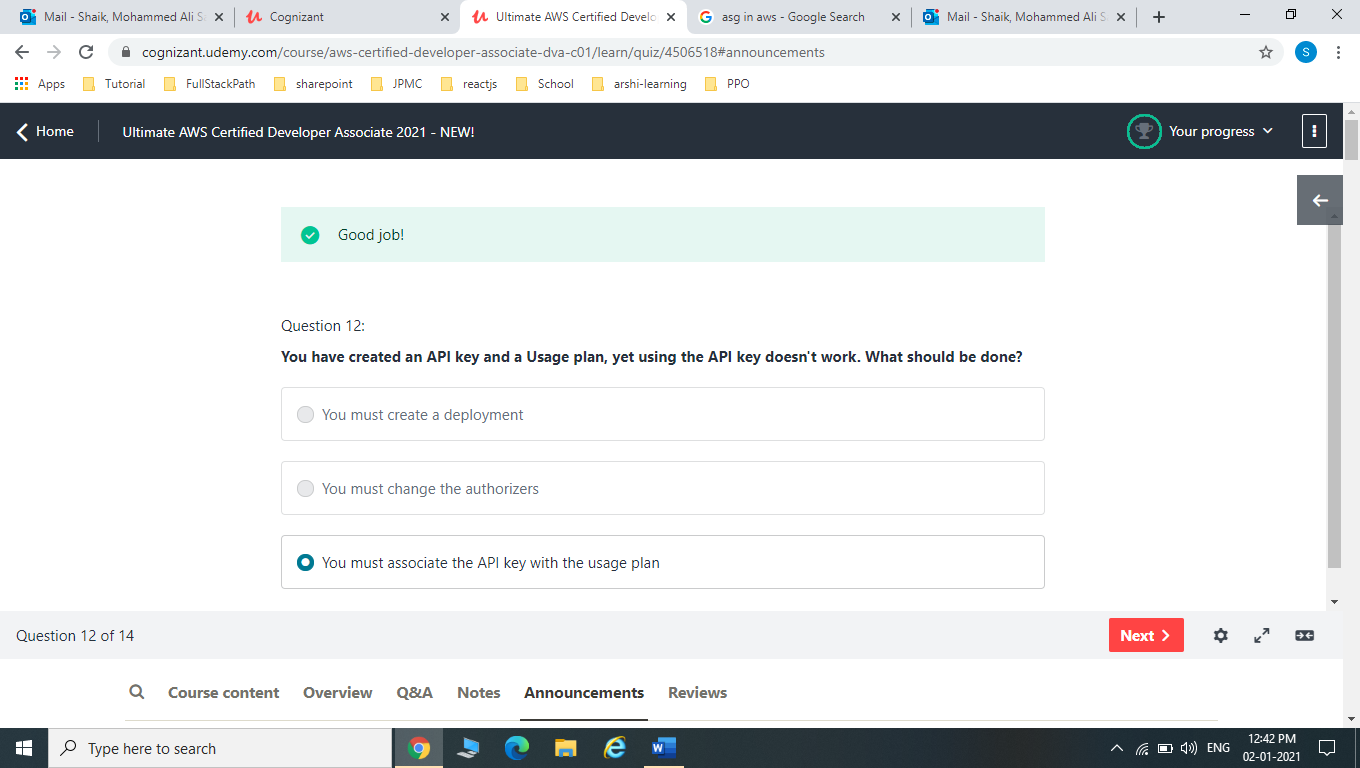 Mail - Shaik, Mohammed Ali S
Cognizant
Ultimate AWS Certified Develo
asg in aws - Google Search
Mail - Shaik, Mohammed Ali S
cognizant.udemy.com/course/aws-certified-developer-associate-dva-c01/learn/quiz/4506518#announcements
S
Apps Tutorial FullStackPath sharepoint JPMC reactjs School arshi-learning PPO
Home Ultimate AWS Certified Developer Associate 2021 - NEW! Your progress
Good job!
Question 12:
You have created an API key and a Usage plan, yet using the API key doesn't work. What should be done?
You must create a deployment
You must change the authorizers
You must associate the API key with the usage plan
Question 12 of 14 Next
Course content Overview Q&A Notes Announcements Reviews
Type here to search
ENG
12:42 PM
02-01-2021